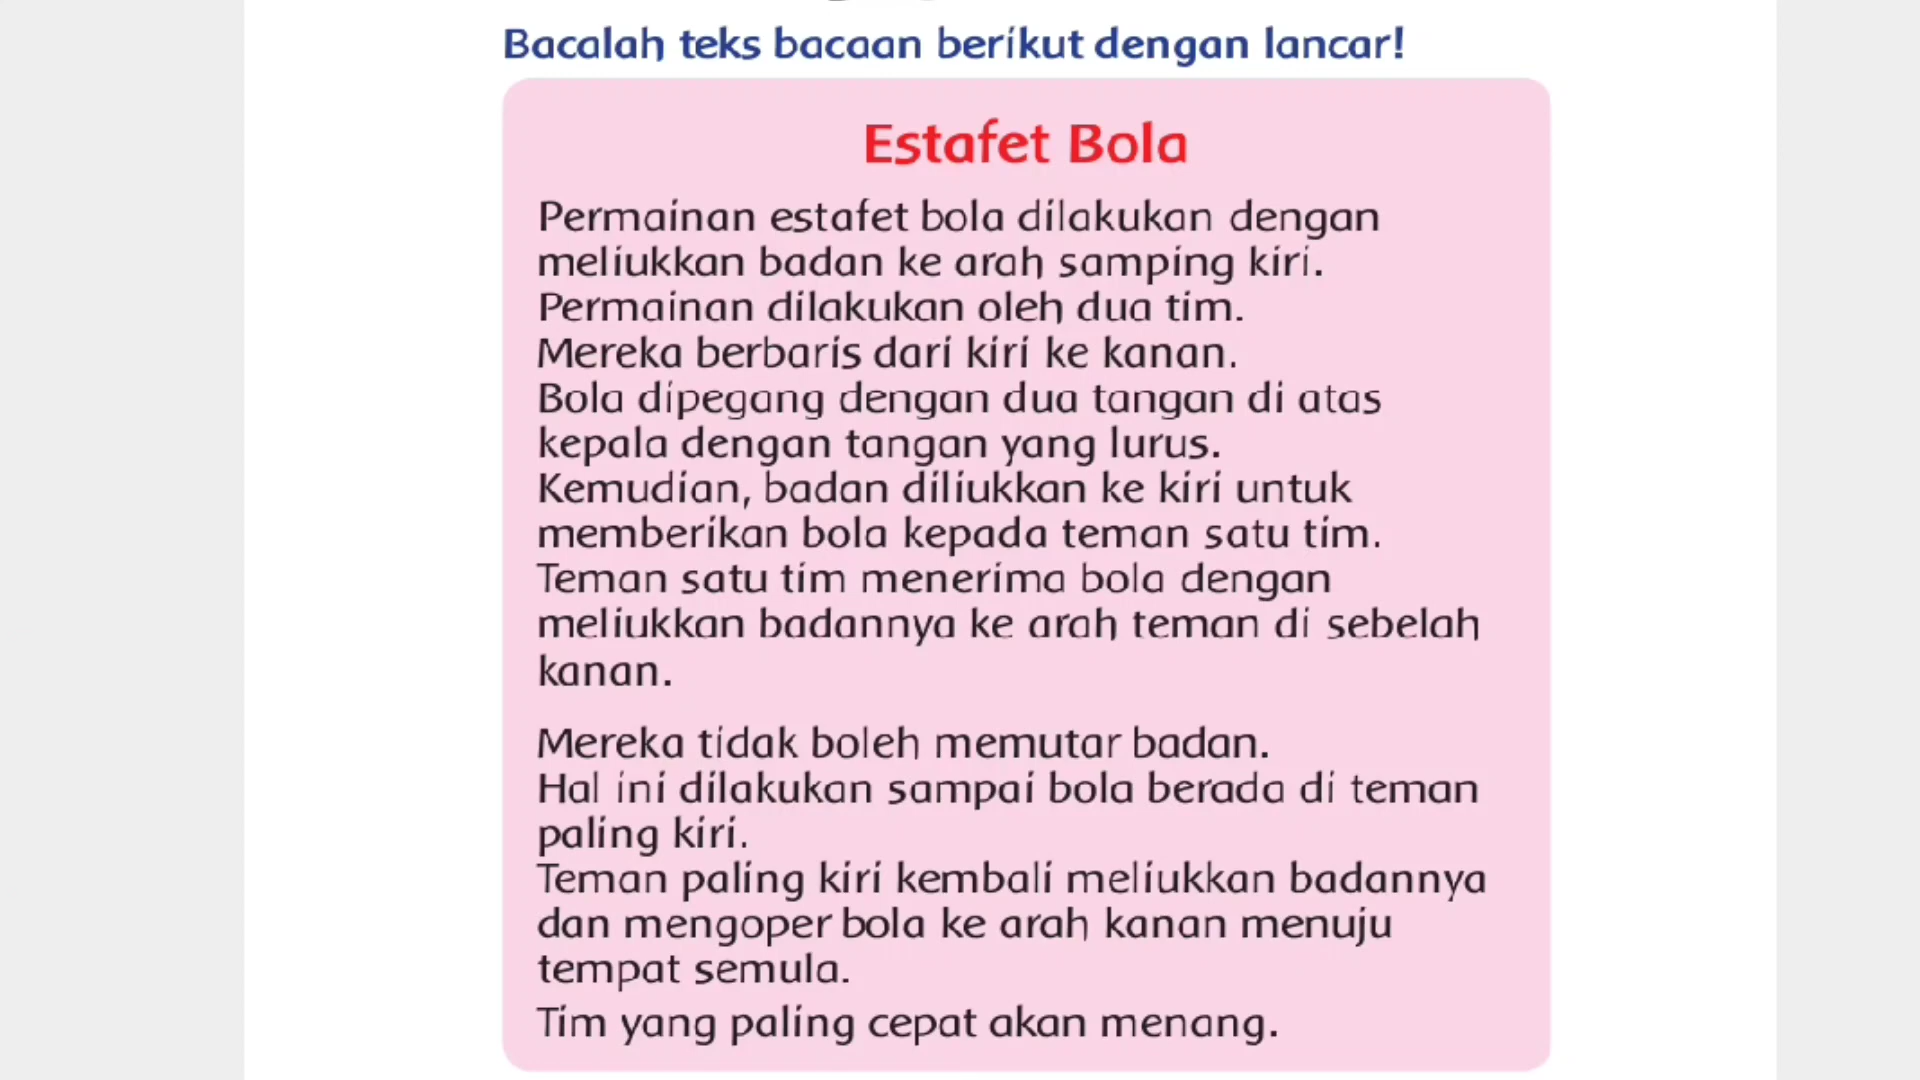 Bacalah teks bacaan berikut dengan lancar!
Estafet Bola
Permainan estafet bola dilakukan dengan
meliukkan badan ke arah samping kiri.
Permainan dilakukan oleh dua tim.
Mereka berbaris dari kiri ke kanan.
Bola dipegang dengan dua tangan di atas
kepala dengan tangan yang lurus.
Kemudian, badan diliukkan ke kiri untuk
memberikan bola kepada teman satu tim.
Teman satu tim menerima bola dengan
meliukkan badannya ke arah teman di sebelah
kanan.
Mereka tidak boleh memutar badan.
Hal ini dilakukan sampai bola berada di teman
paling kiri.
Teman paling kiri kembali meliukkan badannya
dan mengoper bola ke arah kanan menuju
tempat semula.
Tim yang paling cepat akan menang.